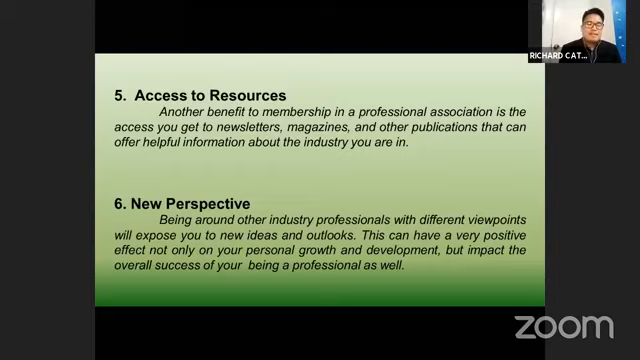 RICHARD CAT...
5. Access to Resources
Another benefit to membership in a professional association is the
access you get to newsletters, magazines, and other publications that can
offer helpful information about the industry you are in.
6. New Perspective
Being around other industry professionals with different viewpoints
will expose you to new ideas and outlooks. This can have a very positive
effect not only on your personal growth and development, but impact the
overall success of your being a professional as well.
zoom